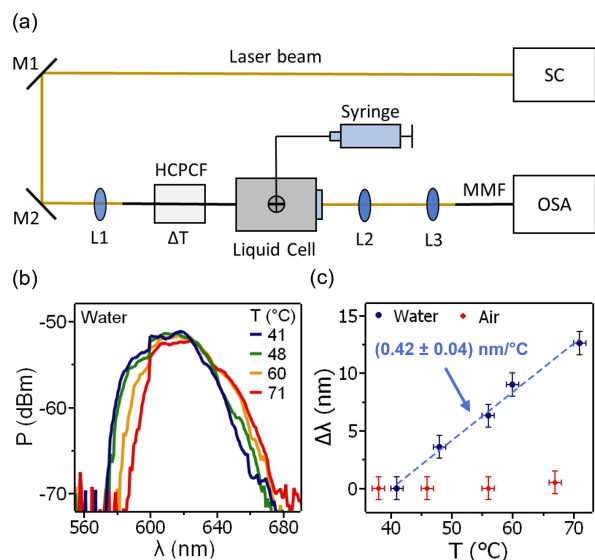 (a)
M1
Laser beam
SC
Syringe
HCPCF
MMF
OSA
M2
L1
ΔT
Liquid Cell
L2
L3
(b)
Water
T (°C)
41
48
60
71
-50
-60
-70
P (dBm)
560
600
640
680
λ (nm)
(c)
Water
Air
(0.42 ± 0.04) nm/°C
15
10
5
0
Δλ (nm)
40
50
60
70
T (°C)